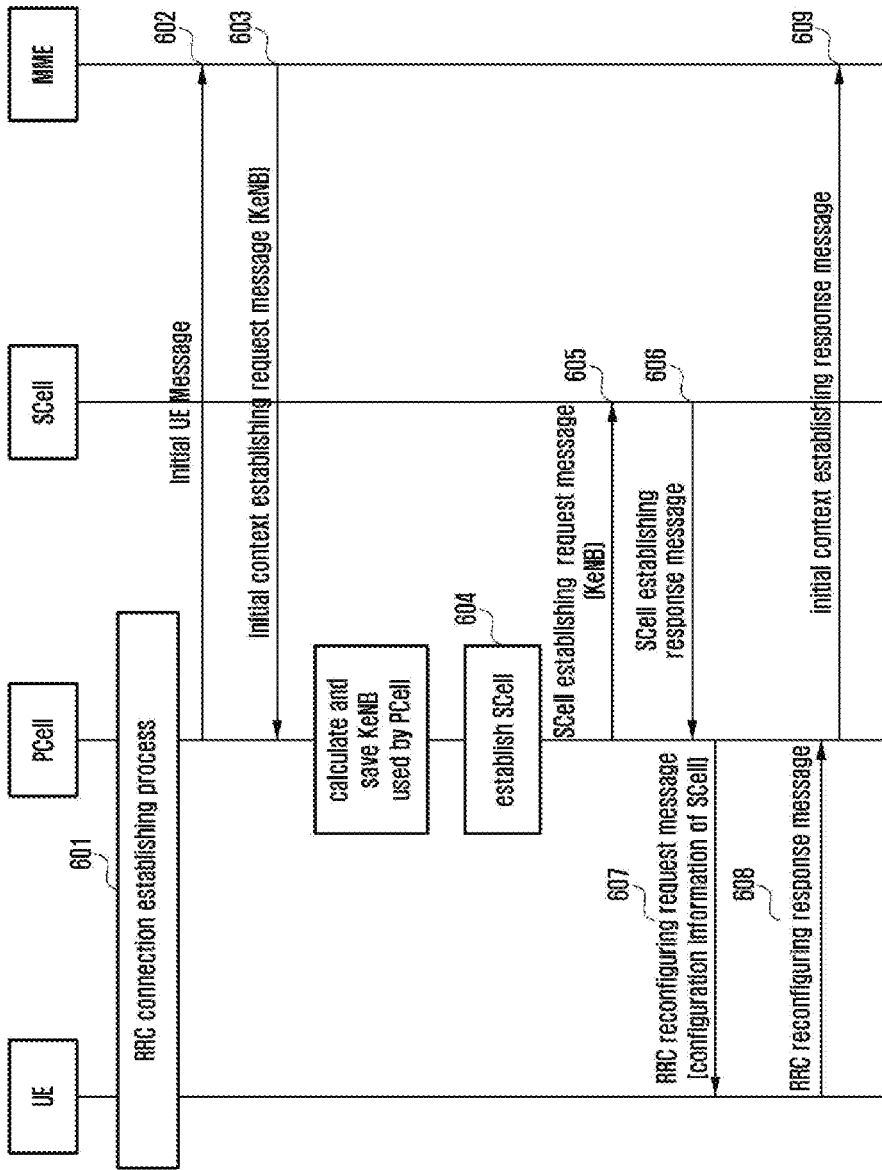 UE
PCell
SCell
MME
601
RRC connection establishing process
Initial UE Message
602
Initial context establishing request message (KeNB)
603
calculate and
save KeNB
used by PCell
604
establish SCell
SCell establishing request message
(KeNB)
605
SCell establishing
response message
606
607
RRC reconfiguring request message
(configuration information of SCell)
608
RRC reconfiguring response message
Initial context establishing response message
609